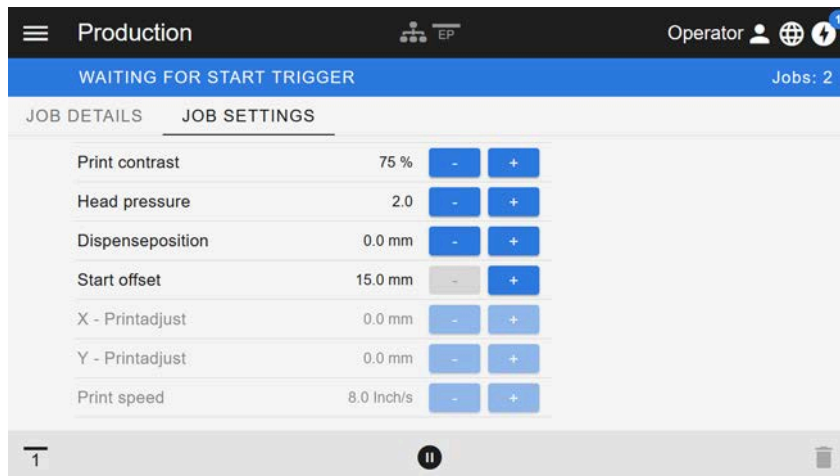 Production EP Operator 1
WAITING FOR START TRIGGER Jobs: 2
JOB DETAILS JOB SETTINGS
Print contrast 75 % - +
Head pressure 2.0 - +
Dispenseposition 0.0 mm - +
Start offset 15.0 mm - +
X - Printadjust 0.0 mm - +
Y - Printadjust 0.0 mm - +
Print speed 8.0 Inch/s - +
1